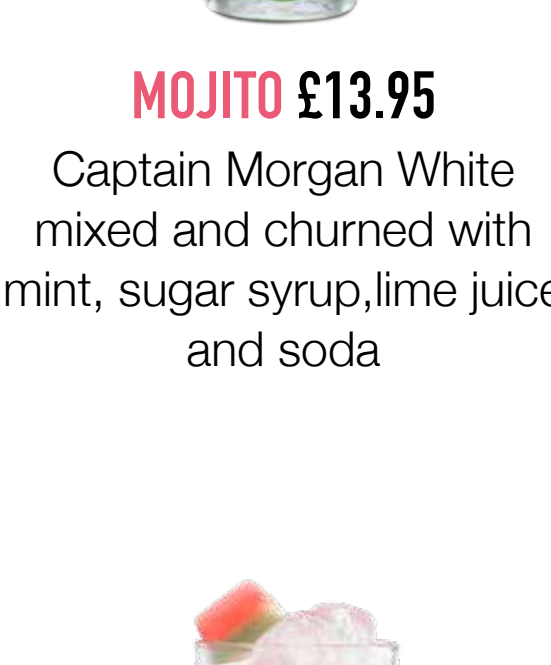 MOJITO £13.95
Captain Morgan White
mixed and churned with
mint, sugar syrup,lime juice
and soda